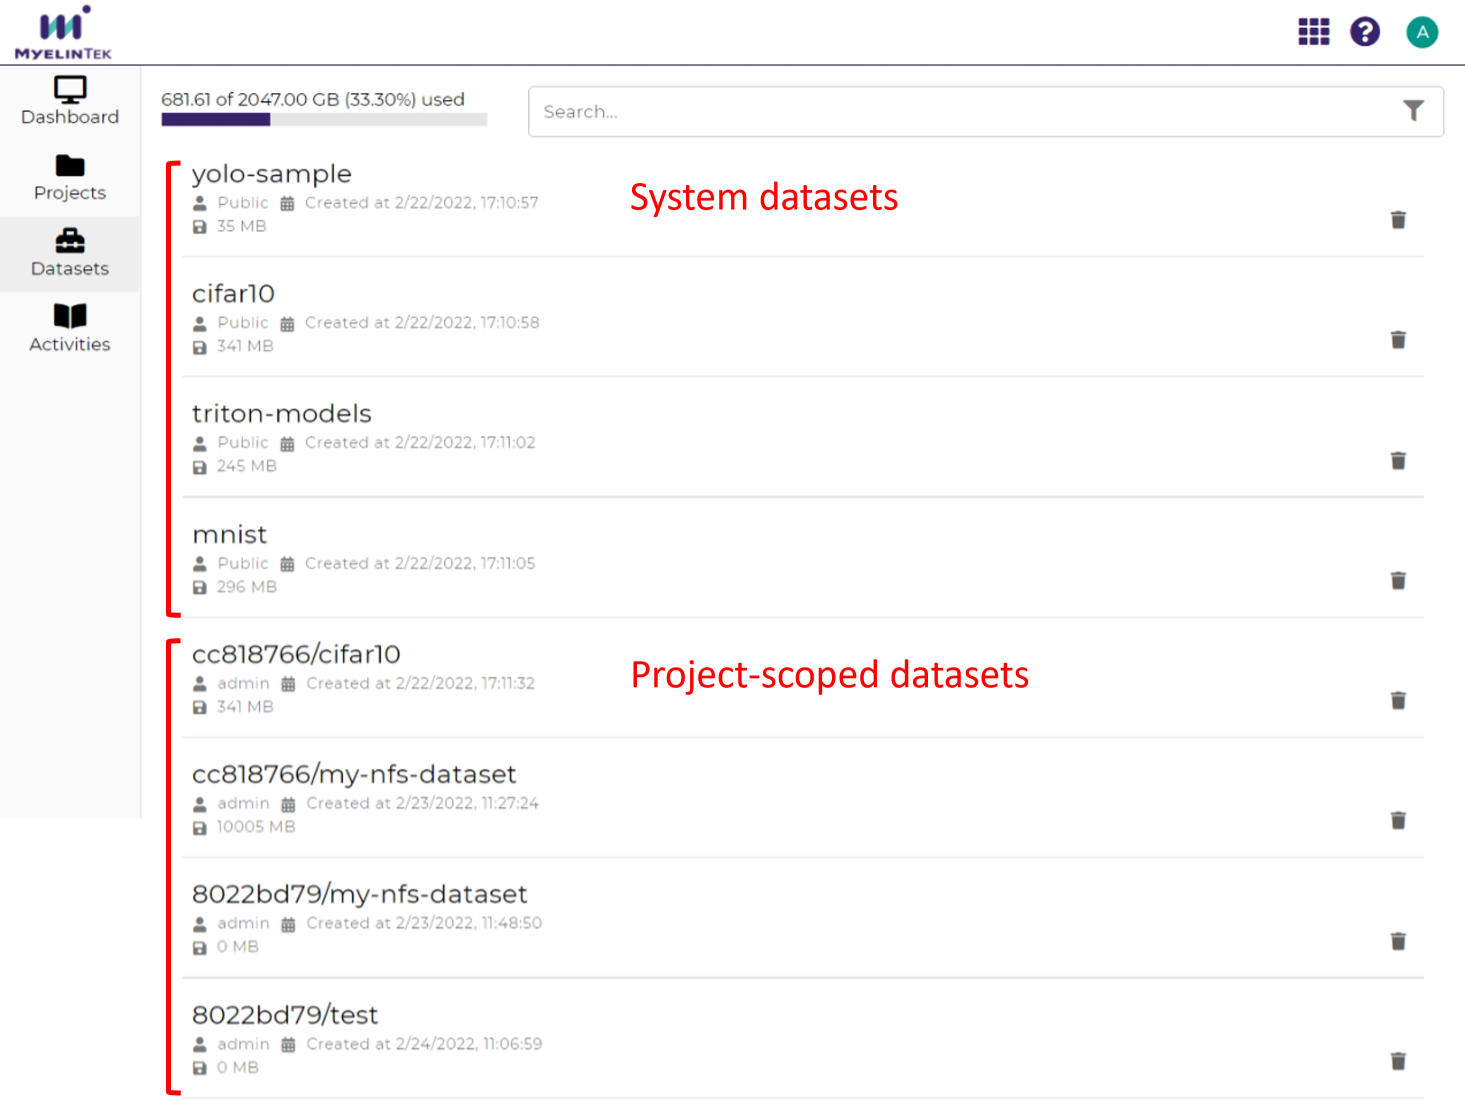 MYELINTEK
A
Dashboard
Projects
Datasets
Activities
681.61 of 2047.00 GB (33.30%) used
Search...
System datasets
yolo-sample
Public Created at 2/22/2022, 17:10:57
35 MB
cifar10
Public Created at 2/22/2022, 17:10:58
341 MB
triton-models
Public Created at 2/22/2022, 17:11:02
245 MB
mnist
Public Created at 2/22/2022, 17:11:05
296 MB
Project-scoped datasets
cc818766/cifar10
admin Created at 2/22/2022, 17:11:32
341 MB
cc818766/my-nfs-dataset
admin Created at 2/23/2022, 11:27:24
10005 MB
8022bd79/my-nfs-dataset
admin Created at 2/23/2022, 11:48:50
0 MB
8022bd79/test
admin Created at 2/24/2022, 11:06:59
0 MB